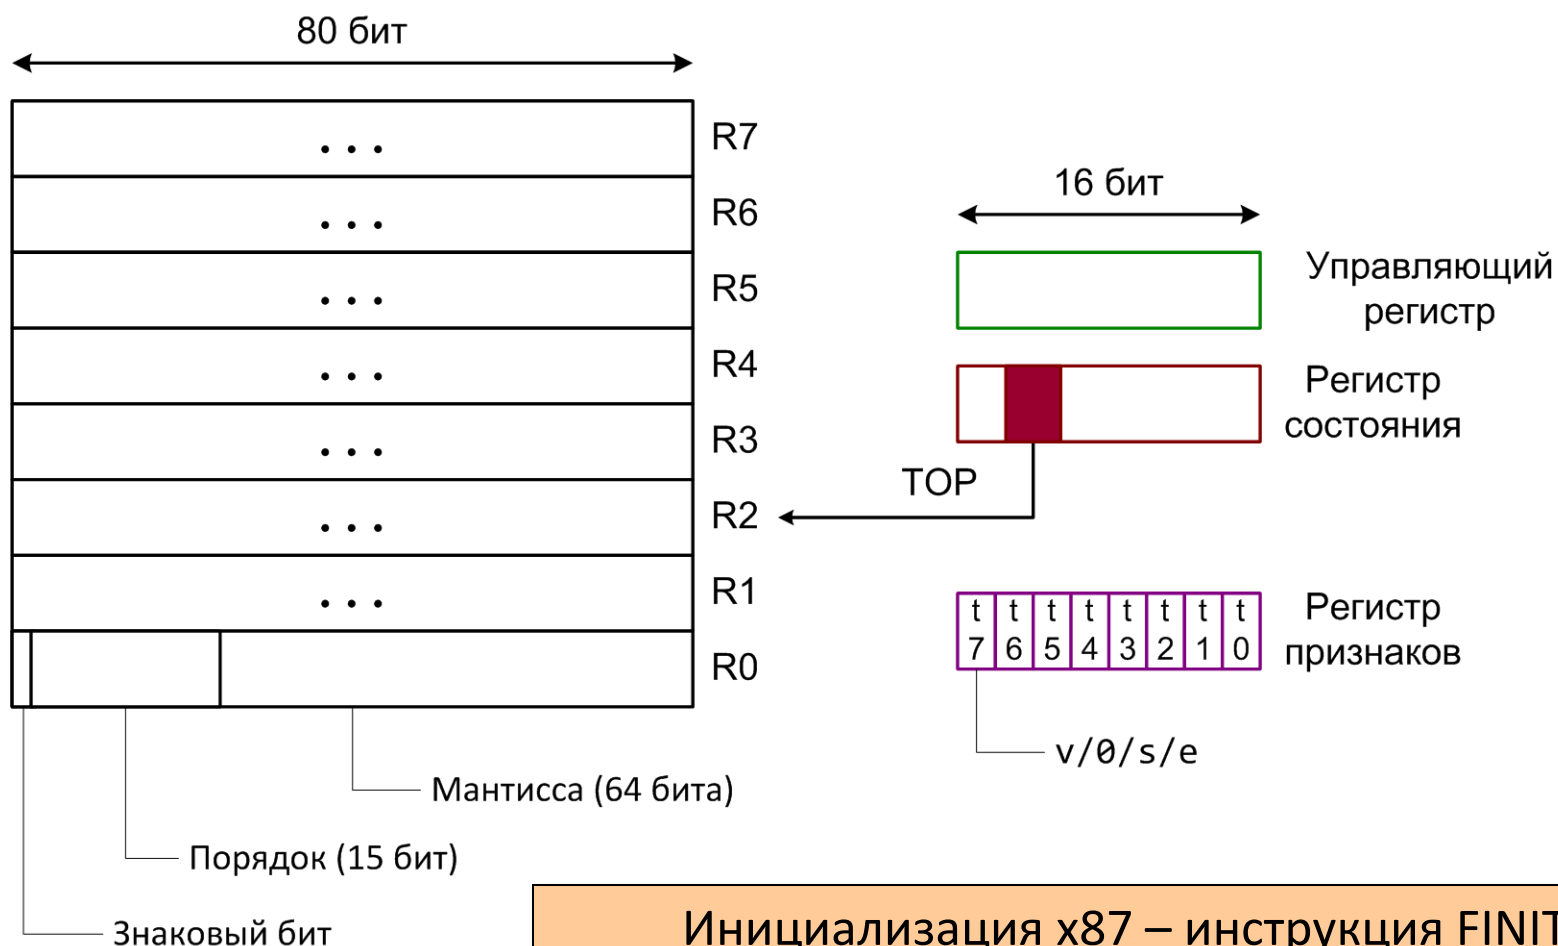 80 бит
. . .
R7
. . .
R6
. . .
R5
. . .
R4
. . .
R3
. . .
R2
. . .
R1
R0
Мантисса (64 бита)
Порядок (15 бит)
Знаковый бит
16 бит
Управляющий
регистр
Регистр
состояния
TOP
t t t t t t t t
7 6 5 4 3 2 1 0
Регистр
признаков
v/0/s/e
Инициализация x87 – инструкция FINIT